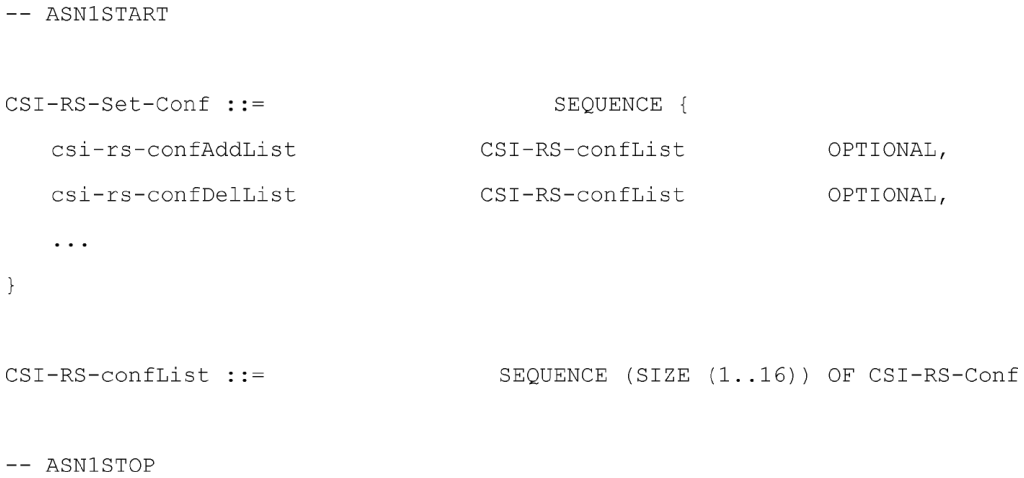 -- ASN1START
CSI-RS-Set-Conf ::= SEQUENCE {
csi-rs-confAddList CSI-RS-confList OPTIONAL,
csi-rs-confDelList CSI-RS-confList OPTIONAL,
...
}
CSI-RS-confList ::= SEQUENCE (SIZE (1..16)) OF CSI-RS-Conf
-- ASN1STOP